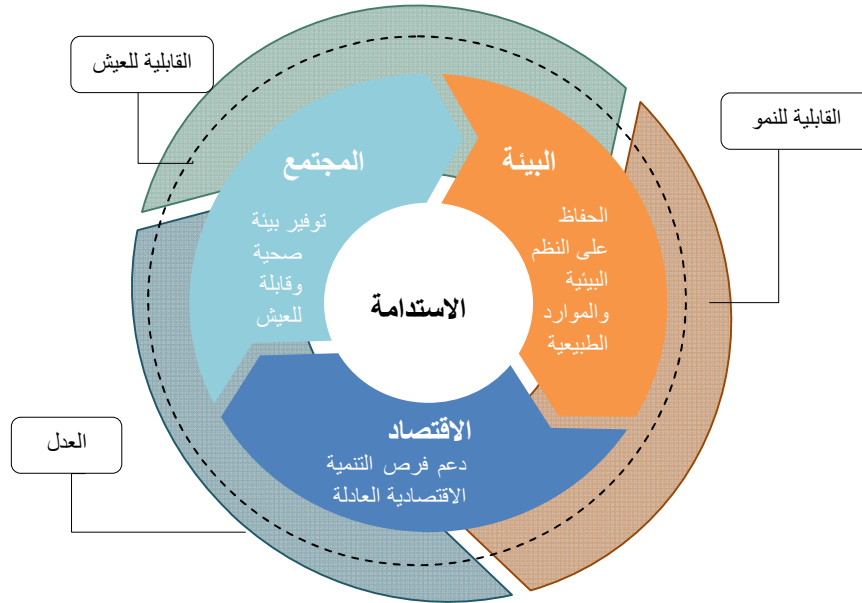 القابلية للعيش
القابلية للنمو
البيئة
الحفاظ
على النظم
البيئية
والموارد
الطبيعية
المجتمع
توفير بيئة
صحية
وقابلة
للعيش
الاستدامة
الاقتصاد
دعم فرص التنمية
الاقتصادية العادلة
العدل